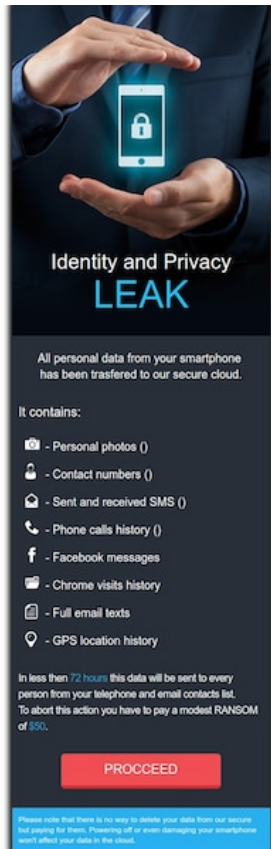 Identity and Privacy
LEAK
All personal data from your smartphone
has been trasfered to our secure cloud.
It contains:
- Personal photos ()
- Contact numbers ()
- Sent and received SMS ()
- Phone calls history ()
f - Facebook messages
- Chrome visits history
- Full email texts
- GPS location history
In less then 72 hours this data will be sent to every
person from your telephone and email contacts list.
To abort this action you have to pay a modest RANSOM
of $50.
PROCCEED
Please note that there is no way to delete your data from our secure
but paying for them. Powering off or even damaging your smartphone
won't affect your data in the cloud.